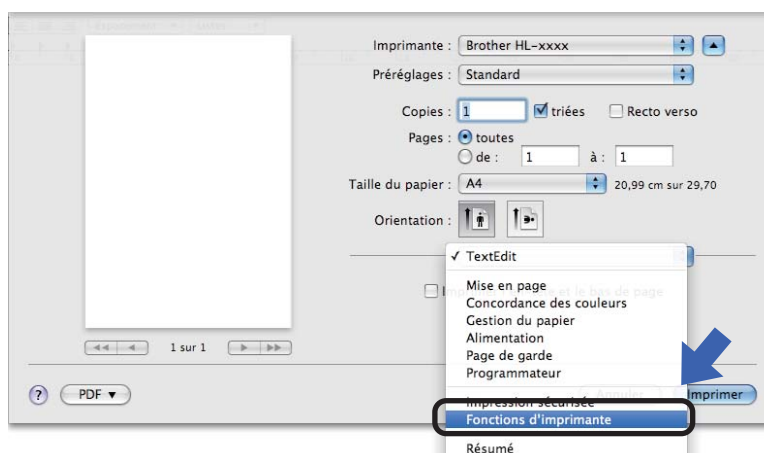 Imprimante : Brother HL-xxxx
Préréglages : Standard
Copies : 1 triées Recto verso
Pages : toutes
de : 1 à : 1
Taille du papier : A4 20,99 cm sur 29,70
Orientation :
✓ TextEdit
Mise en page
Concordance des couleurs
Gestion du papier
Alimentation
Page de garde
Programmateur
1 sur 1
? PDF ▼ Imprimer
Impression sécurisée
Fonctions d'imprimante
Résumé